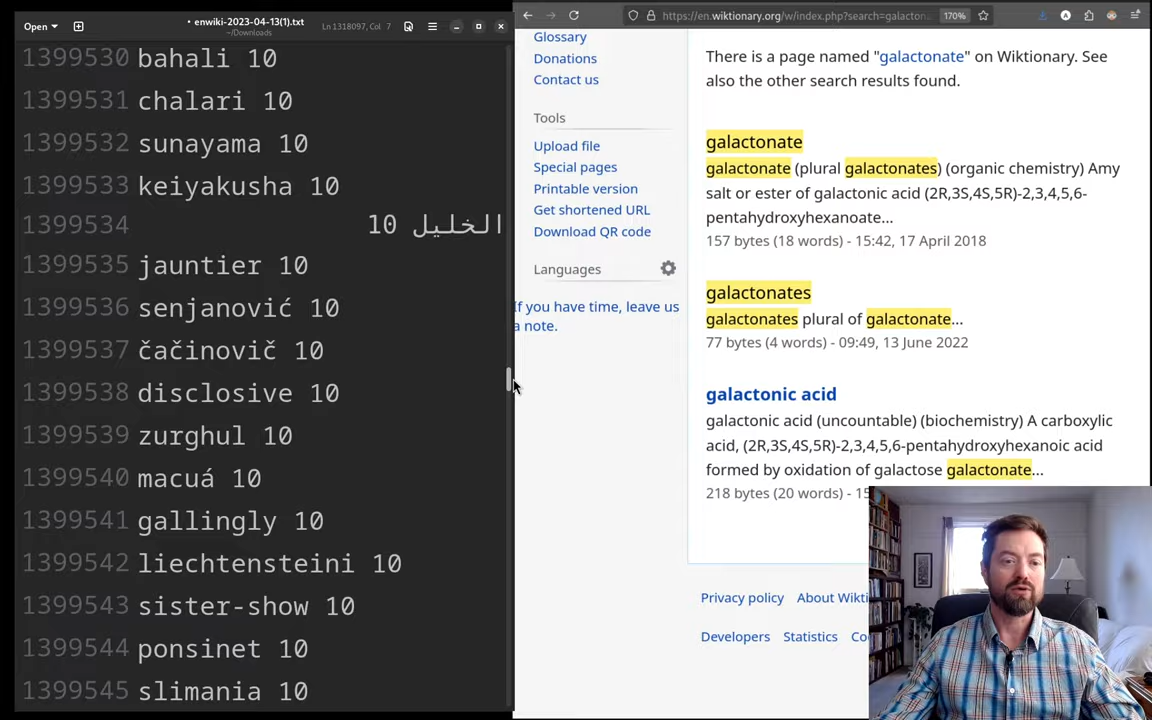 Open
• enwiki-2023-04-13(1).txt
~/Downloads
Ln 1318097, Col 7
1399530 bahali 10
1399531 chalari 10
1399532 sunayama 10
1399533 keiyakusha 10
1399534 الخليل 10
1399535 jauntier 10
1399536 senjanović 10
1399537 čačinovič 10
1399538 disclosive 10
1399539 zurghul 10
1399540 macuá 10
1399541 gallingly 10
1399542 liechtensteini 10
1399543 sister-show 10
1399544 ponsinet 10
1399545 slimania 10
https://en.wiktionary.org/w/index.php?search=galacton
170%
Glossary
Donations
Contact us
Tools
Upload file
Special pages
Printable version
Get shortened URL
Download QR code
Languages
If you have time, leave us
a note.
There is a page named "galactonate" on Wiktionary. See
also the other search results found.
galactonate
galactonate (plural galactonates) (organic chemistry) Amy
salt or ester of galactonic acid (2R,3S,4S,5R)-2,3,4,5,6-
pentahydroxyhexanoate...
157 bytes (18 words) - 15:42, 17 April 2018
galactonates
galactonates plural of galactonate...
77 bytes (4 words) - 09:49, 13 June 2022
galactonic acid
galactonic acid (uncountable) (biochemistry) A carboxylic
acid, (2R,3S,4S,5R)-2,3,4,5,6-pentahydroxyhexanoic acid
formed by oxidation of galactose galactonate...
218 bytes (20 words) - 15
Privacy policy About Wikti
Developers Statistics Co